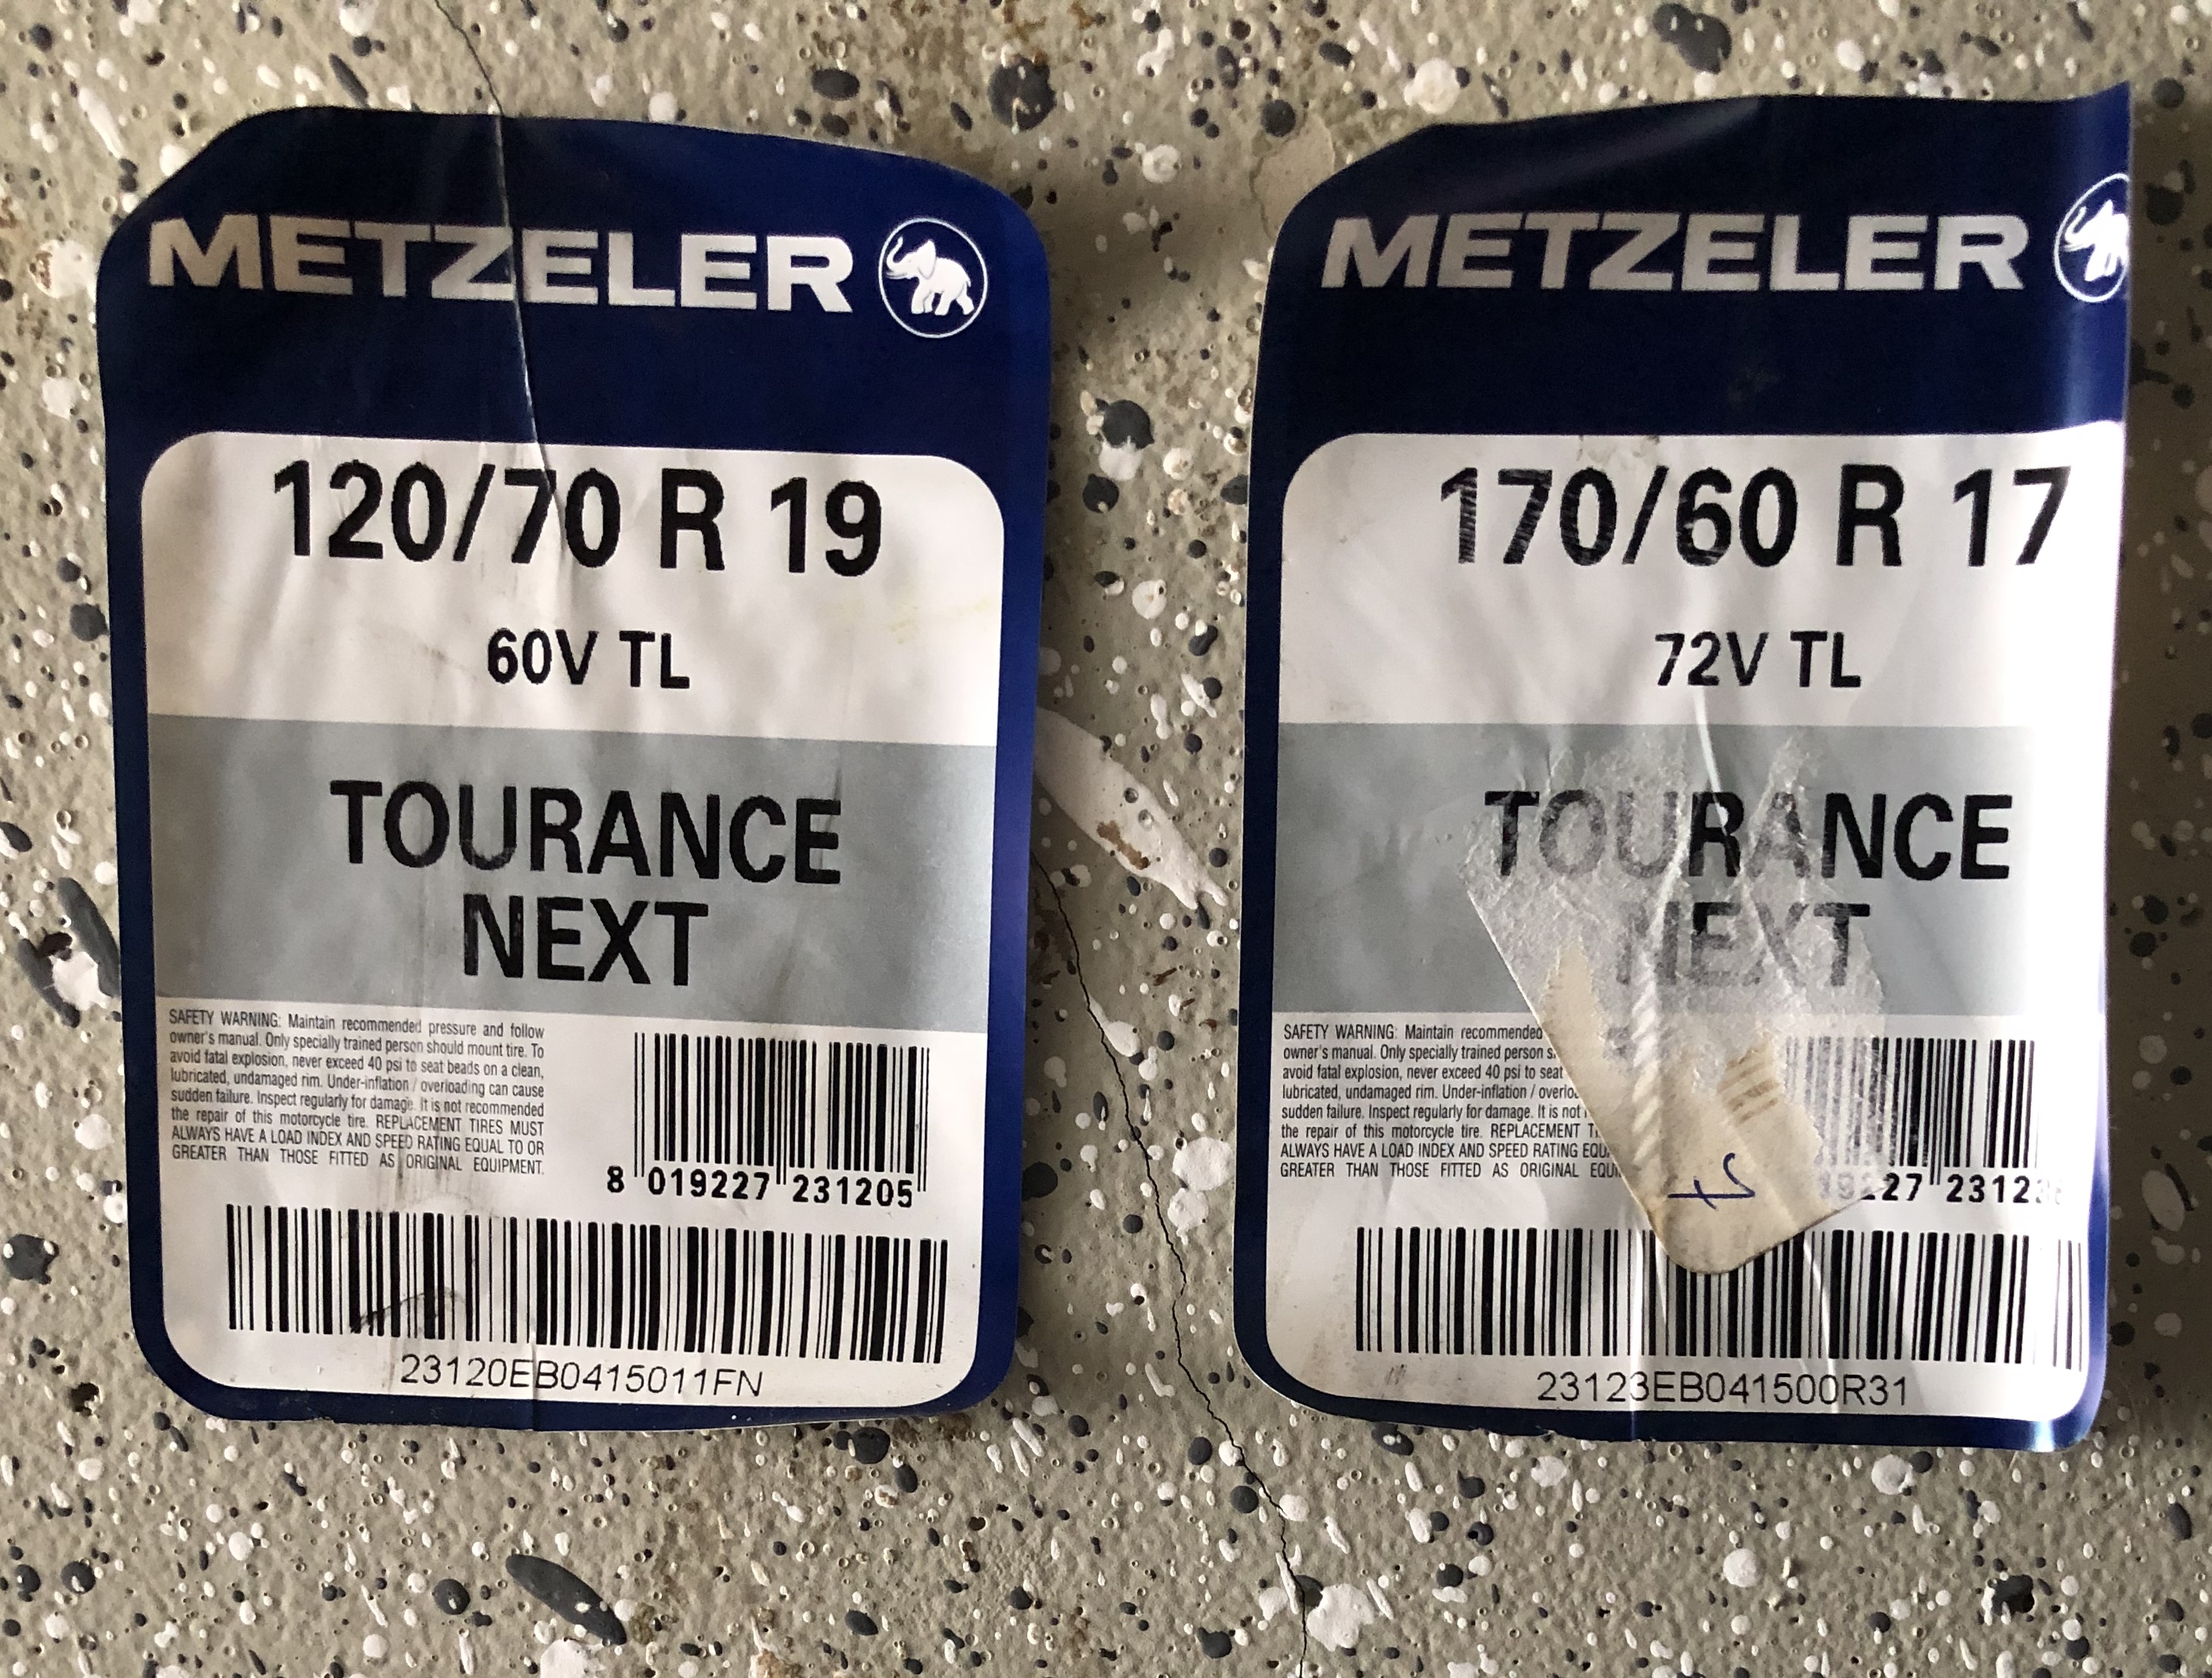 METZELER
120/70 R 19
60V TL
TOURANCE
NEXT
SAFETY WARNING: Maintain recommended pressure and follow
owner's manual. Only specially trained person should mount tire. To
avoid fatal explosion, never exceed 40 psi to seat beads on a clean,
lubricated, undamaged rim. Under-inflation / overloading can cause
sudden failure. Inspect regularly for damage. It is not recommended
the repair of this motorcycle tire. REPLACEMENT TIRES MUST
ALWAYS HAVE A LOAD INDEX AND SPEED RATING EQUAL TO OR
GREATER THAN THOSE FITTED AS ORIGINAL EQUIPMENT.
8 019227 231205
23120EB0415011FN
METZELER
170/60 R 17
72V TL
TOURANCE
NEXT
SAFETY WARNING: Maintain recommended
owner's manual. Only specially trained person
avoid fatal explosion, never exceed 40 psi to seat
lubricated, undamaged rim. Under-inflation /
sudden failure. Inspect regularly for damage. It is not
the repair of this motorcycle tire. REPLACEMENT
ALWAYS HAVE A LOAD INDEX AND SPEED RATING
GREATER THAN THOSE FITTED AS ORIGINAL
23123EB041500R31